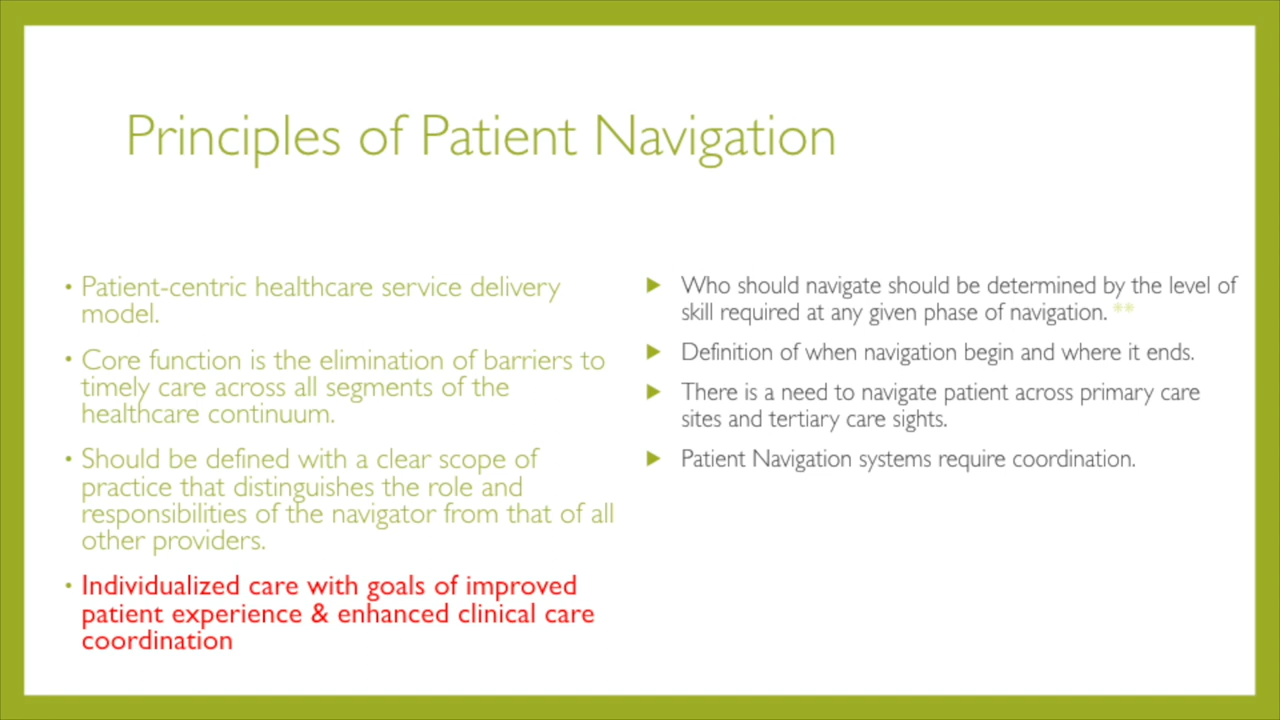 Principles of Patient Navigation
• Patient-centric healthcare service delivery
model.
• Core function is the elimination of barriers to
timely care across all segments of the
healthcare continuum.
• Should be defined with a clear scope of
practice that distinguishes the role and
responsibilities of the navigator from that of all
other providers.
• Individualized care with goals of improved
patient experience & enhanced clinical care
coordination
▶ Who should navigate should be determined by the level of
skill required at any given phase of navigation. **
▶ Definition of when navigation begin and where it ends.
▶ There is a need to navigate patient across primary care
sites and tertiary care sights.
▶ Patient Navigation systems require coordination.